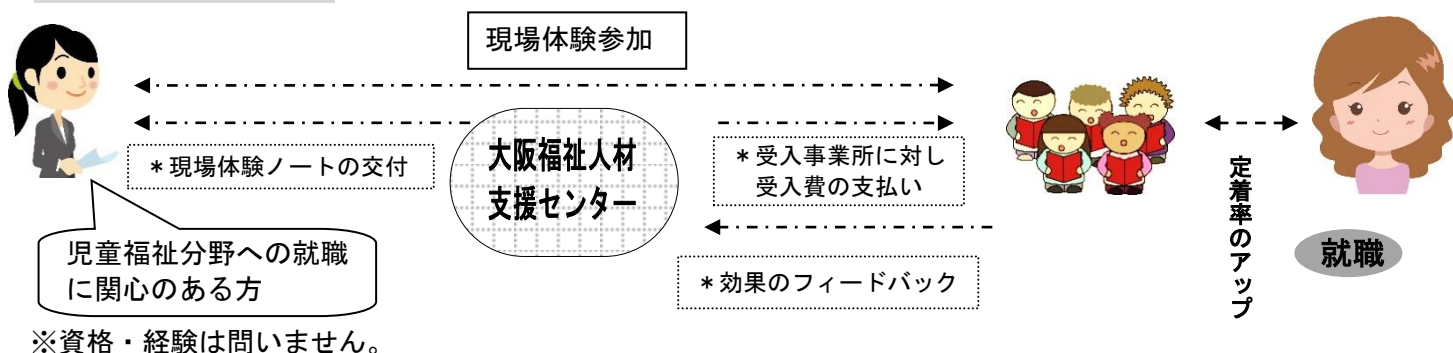 現場体験参加
＊現場体験ノートの交付
大阪福祉人材
支援センター
＊受入事業所に対し
受入費の支払い
＊効果のフィードバック
定着率のアップ
就職
児童福祉分野への就職
に関心のある方
※資格・経験は問いません。